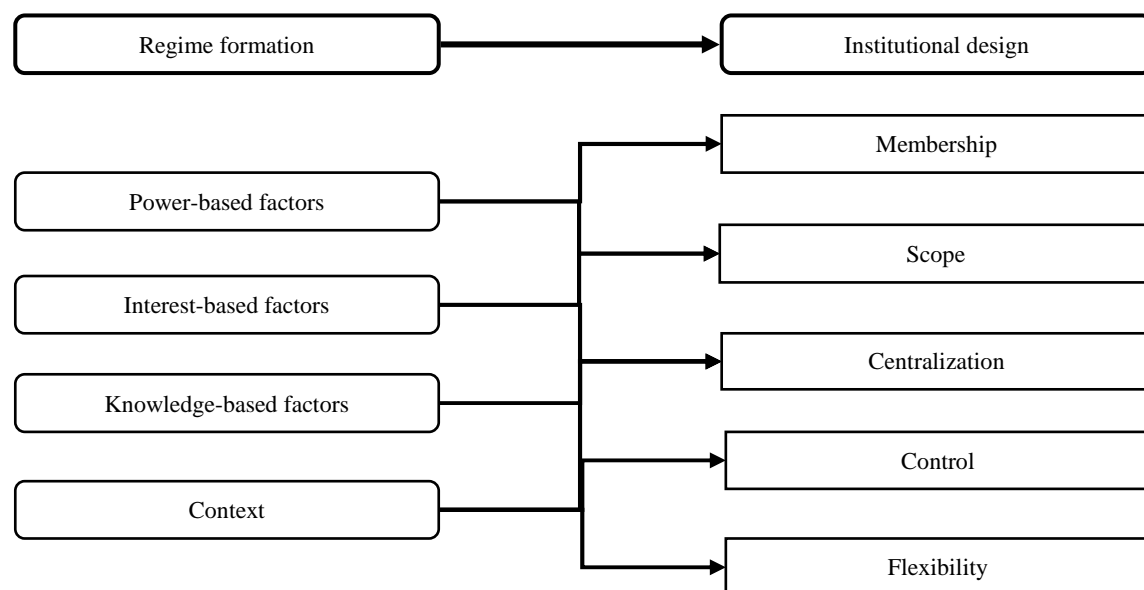 Regime formation
Institutional design
Membership
Power-based factors
Scope
Interest-based factors
Centralization
Knowledge-based factors
Control
Context
Flexibility